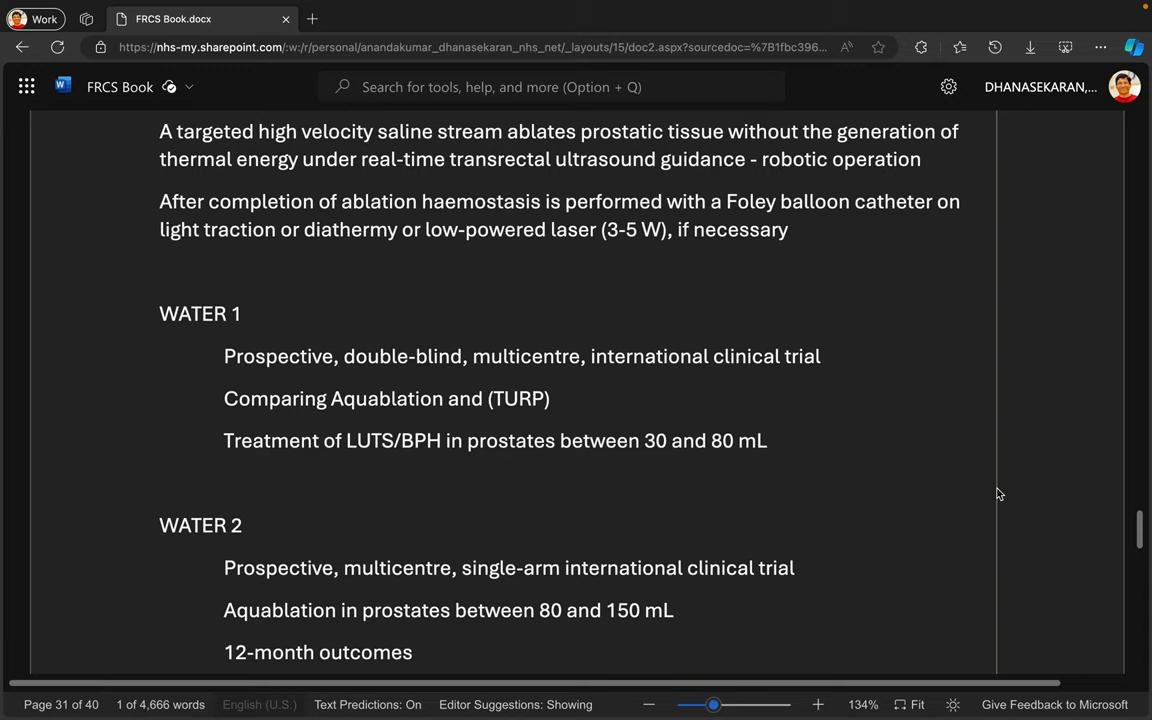 Work
FRCS Book.docx
https://nhs-my.sharepoint.com/:w:/r/personal/anandakumar_dhanasekaran_nhs_net/_layouts/15/doc2.aspx?sourcedoc=%7B1fbc396...
FRCS Book
Search for tools, help, and more (Option + Q)
DHANASEKARAN,...
A targeted high velocity saline stream ablates prostatic tissue without the generation of
thermal energy under real-time transrectal ultrasound guidance - robotic operation
After completion of ablation haemostasis is performed with a Foley balloon catheter on
light traction or diathermy or low-powered laser (3-5 W), if necessary
WATER 1
Prospective, double-blind, multicentre, international clinical trial
Comparing Aquablation and (TURP)
Treatment of LUTS/BPH in prostates between 30 and 80 mL
WATER 2
Prospective, multicentre, single-arm international clinical trial
Aquablation in prostates between 80 and 150 mL
12-month outcomes
Page 31 of 40
1 of 4,666 words
English (U.S.)
Text Predictions: On
Editor Suggestions: Showing
134%
Fit
Give Feedback to Microsoft